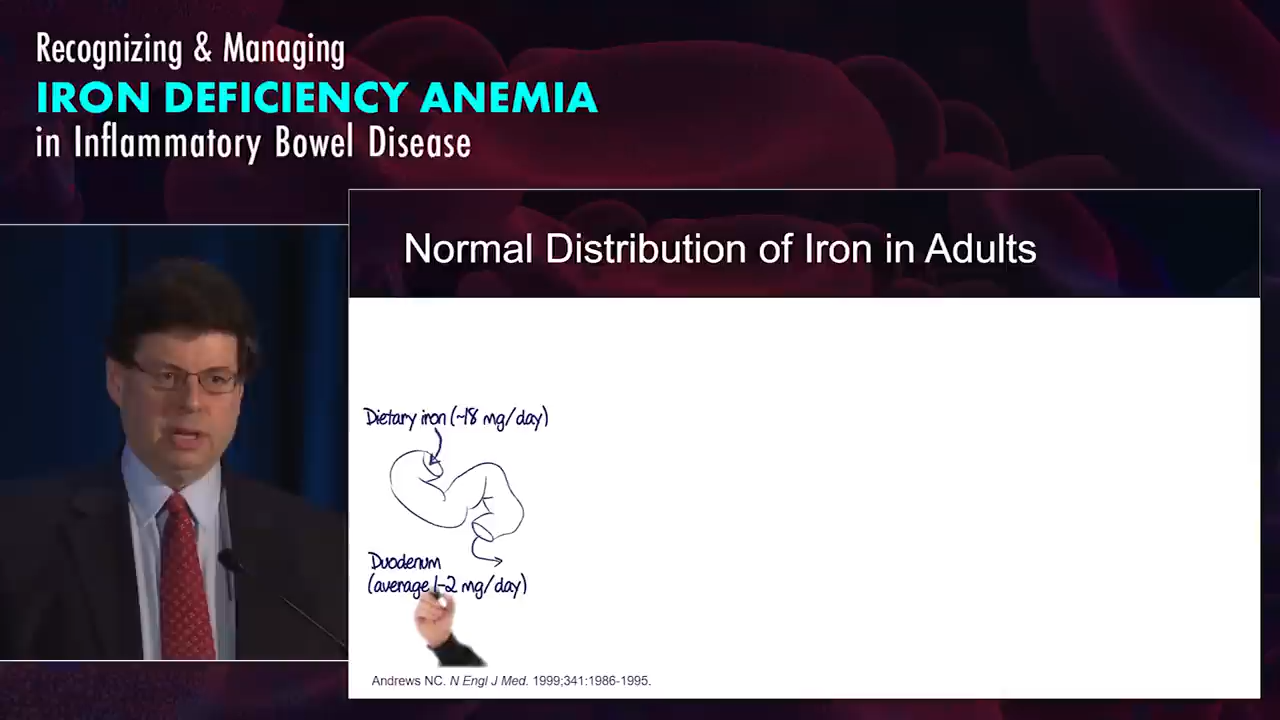 Recognizing & Managing
IRON DEFICIENCY ANEMIA
in Inflammatory Bowel Disease
Normal Distribution of Iron in Adults
Dietary iron (~18 mg/day)
Duodenum
(average 1-2 mg/day)
Andrews NC. N Engl J Med. 1999;341:1986-1995.